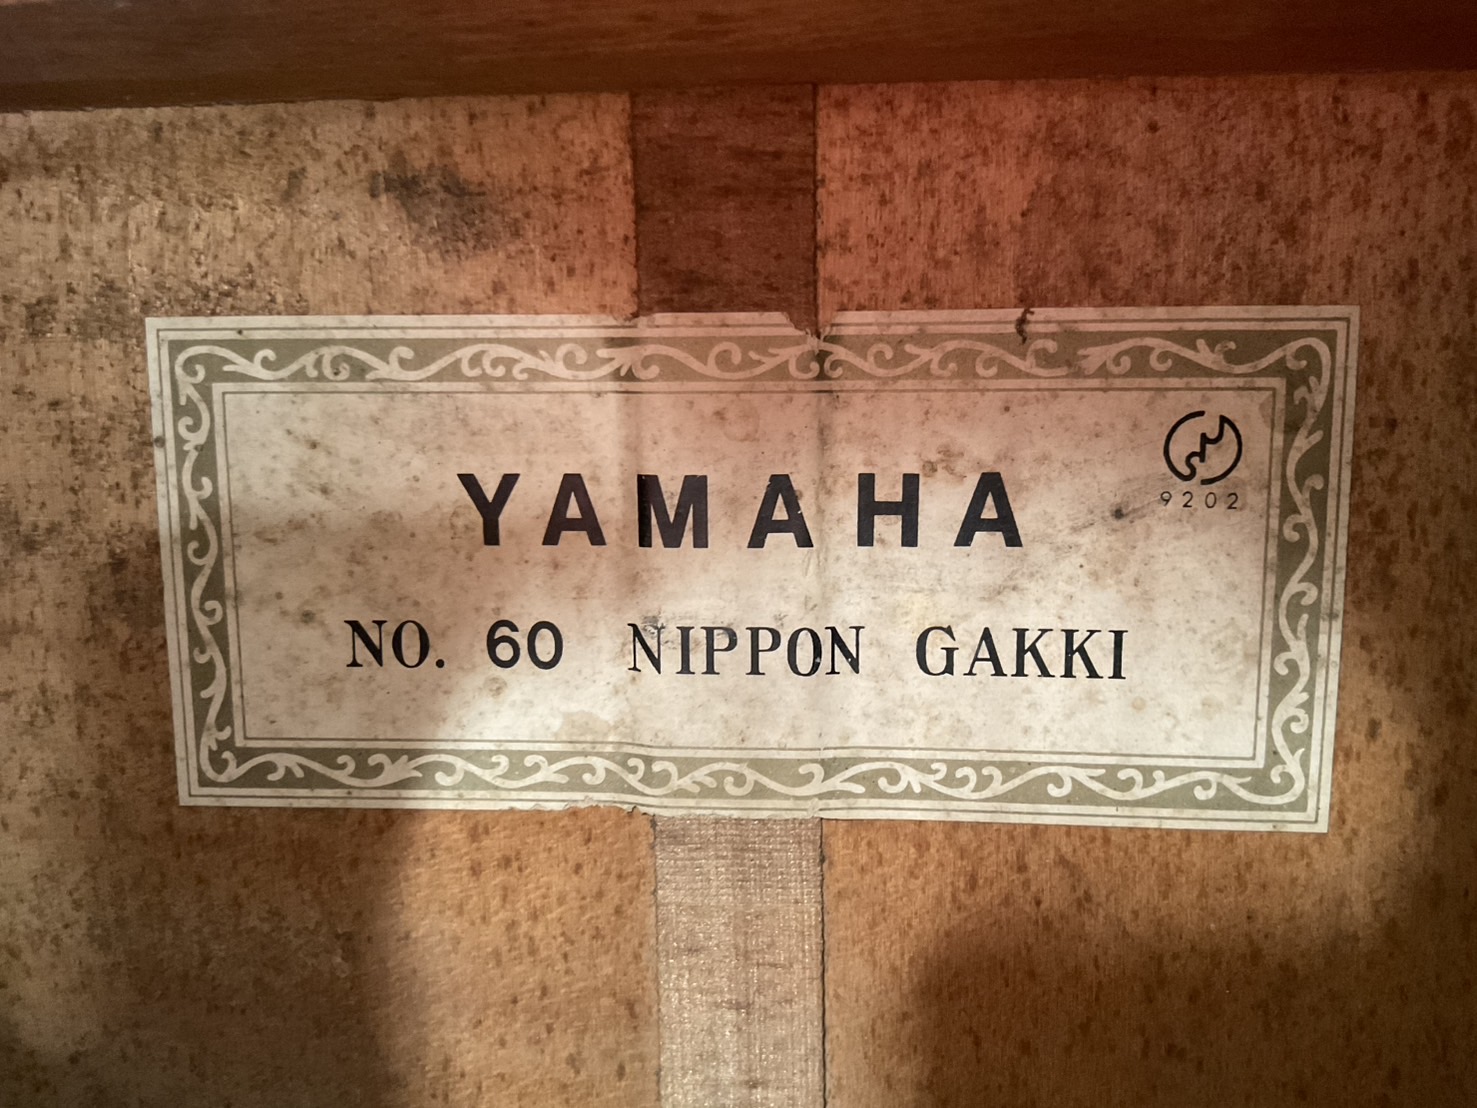 YAMAHA
9202
NO. 60 NIPPON GAKKI